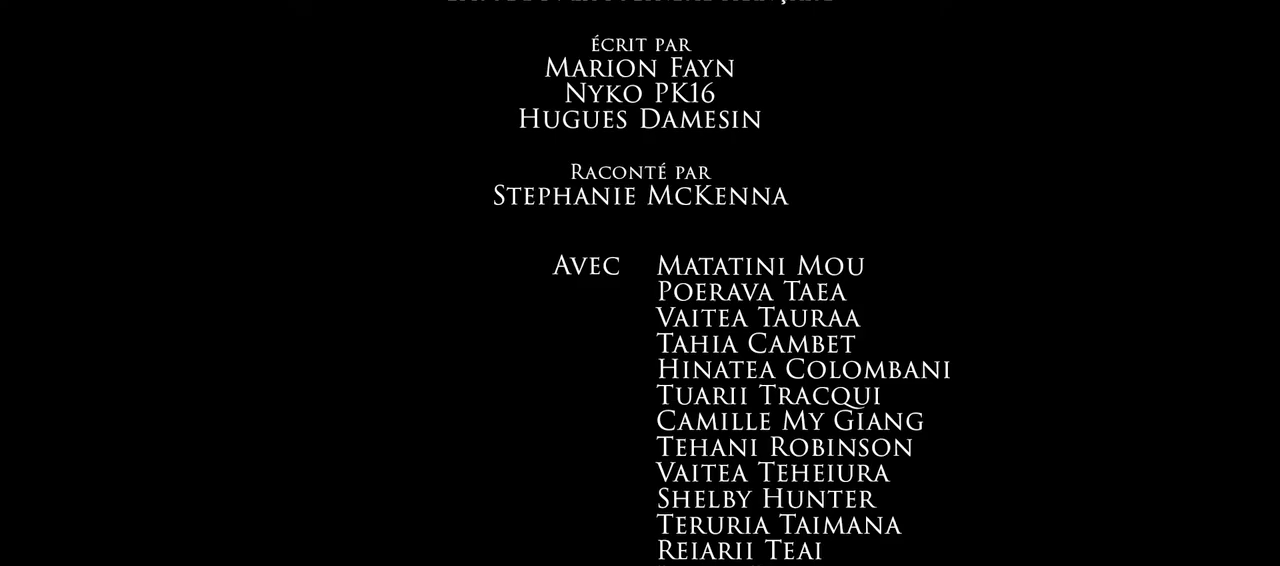 écrit par
Marion Fayn
Nyko PK16
Hugues Damesin
Raconté par
Stephanie McKenna
Avec Matatini Mou
Poerava Taea
Vaitea Tauraa
Tahia Cambet
Hinatea Colombani
Tuarii Tracqui
Camille My Giang
Tehani Robinson
Vaitea Teheiura
Shelby Hunter
Teruria Taimana
Reiarii Teai